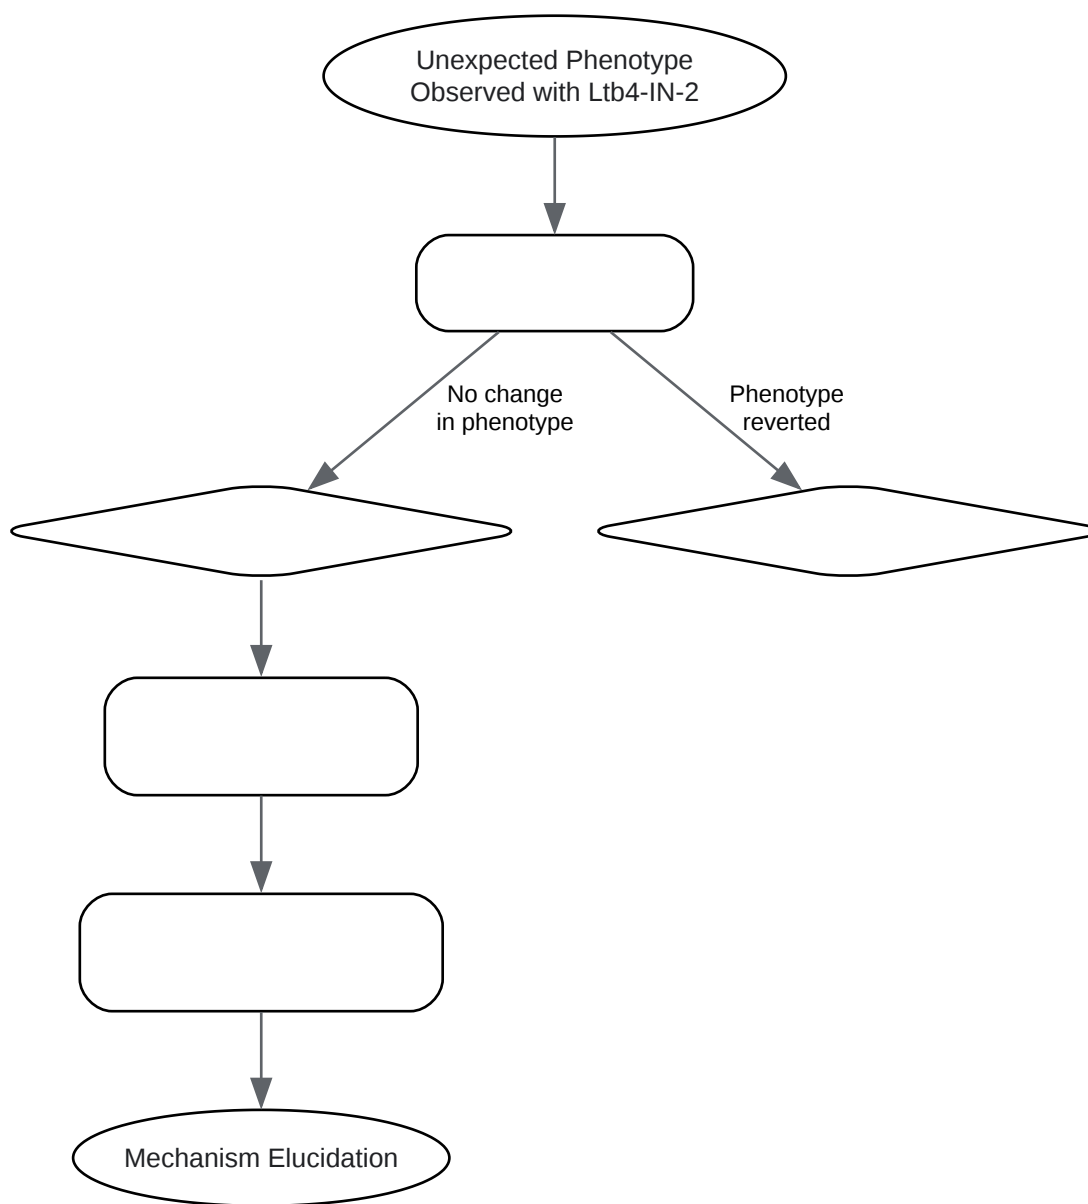 Unexpected Phenotype
Observed with Ltb4-IN-2
No change
in phenotype
Phenotype
reverted
Mechanism Elucidation